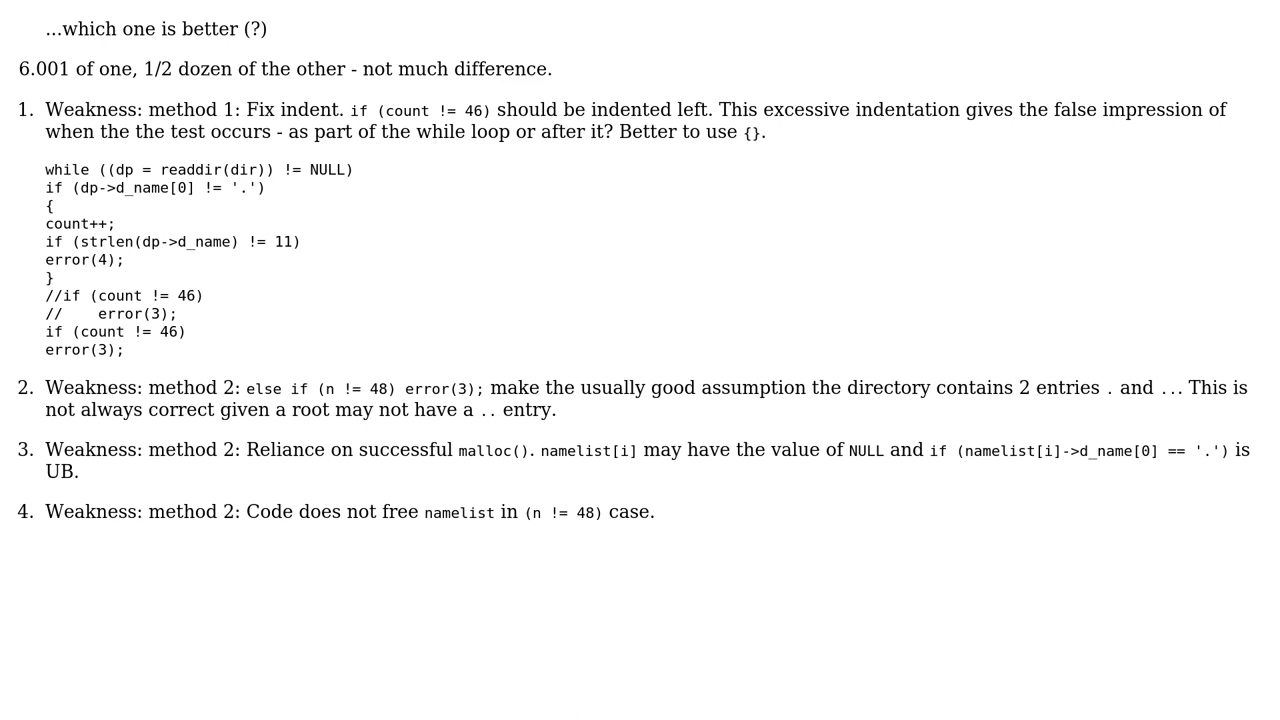 ...which one is better (?)
6.001 of one, 1/2 dozen of the other - not much difference.
1. Weakness: method 1: Fix indent. if (count != 46) should be indented left. This excessive indentation gives the false impression of
when the the test occurs - as part of the while loop or after it? Better to use {}.
while ((dp = readdir(dir)) != NULL)
if (dp->d_name[0] != '.')
{
count++;
if (strlen(dp->d_name) != 11)
error(4);
}
//if (count != 46)
//    error(3);
if (count != 46)
error(3);
2. Weakness: method 2: else if (n != 48) error(3); make the usually good assumption the directory contains 2 entries . and ... This is
not always correct given a root may not have a .. entry.
3. Weakness: method 2: Reliance on successful malloc(). namelist[i] may have the value of NULL and if (namelist[i]->d_name[0] == '.') is
UB.
4. Weakness: method 2: Code does not free namelist in (n != 48) case.